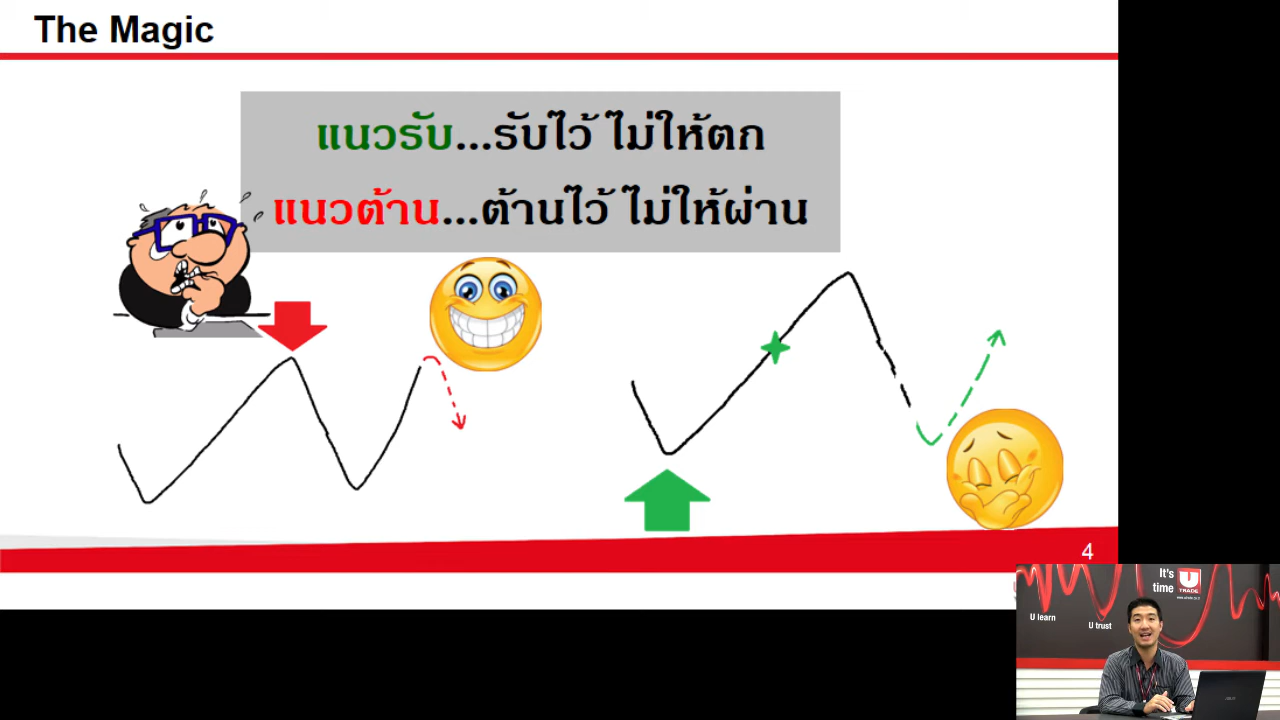 The Magic
แนวรับ...รับไว้ ไม่ให้ตก
แนวต้าน...ต้านไว้ ไม่ให้ผ่าน
4
It's
time
U
TRADE
U learn
U trust